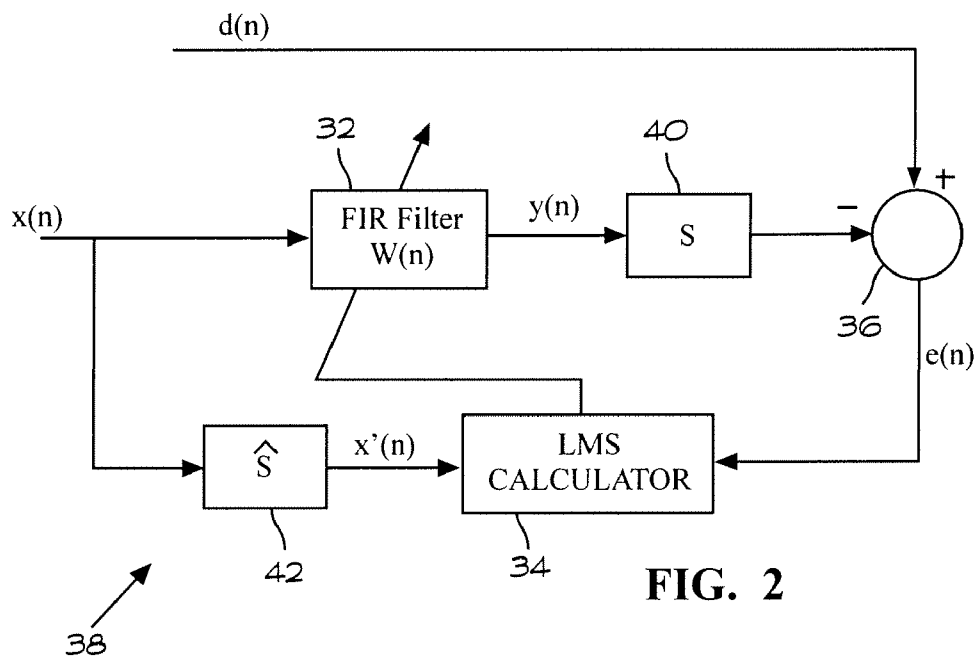 d(n)
32
40
+
x(n)
FIR Filter
W(n)
y(n)
S
−
36
e(n)
Ŝ
x'(n)
LMS
CALCULATOR
42
34
FIG. 2
38